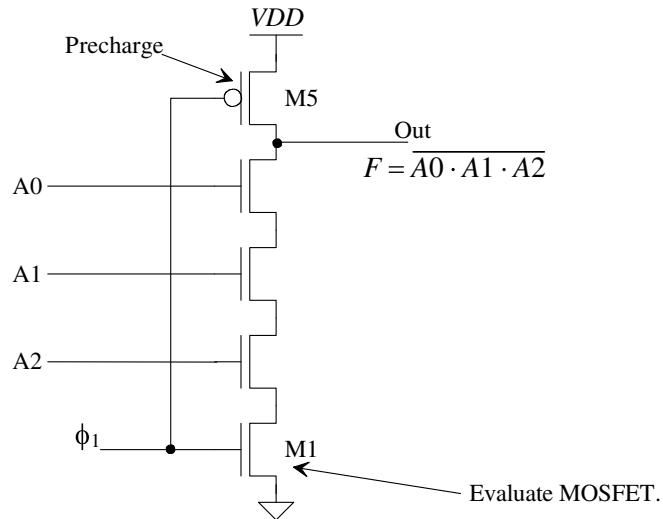 VDD
Precharge
M5
Out
F = \overline{A0 · A1 · A2}
A0
A1
A2
ϕ1
M1
Evaluate MOSFET.